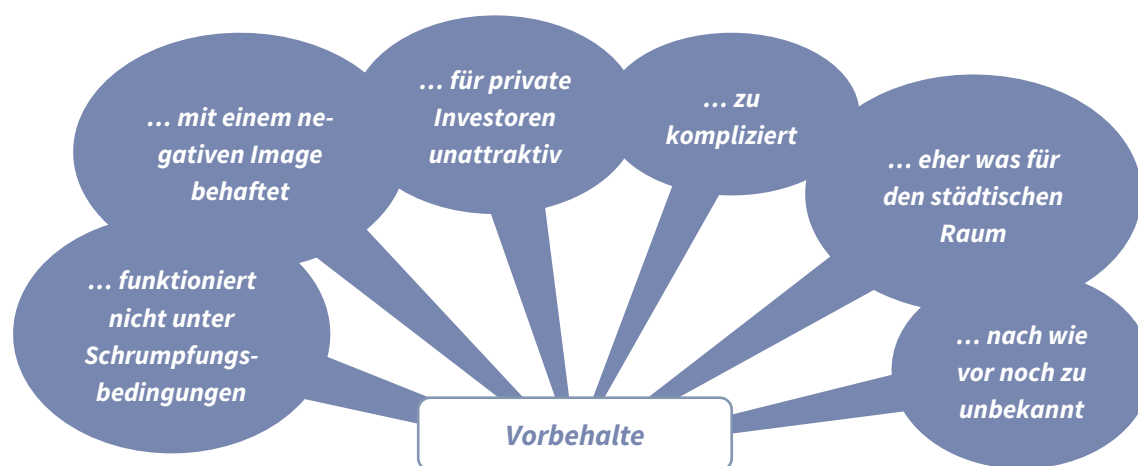 ... mit einem ne-
gativen Image
behaftet
... für private
Investoren
unattraktiv
... zu
kompliziert
... eher was für
den städtischen
Raum
... funktioniert
nicht unter
Schrumpfungs-
bedingungen
... nach wie
vor noch zu
unbekannt
Vorbehalte